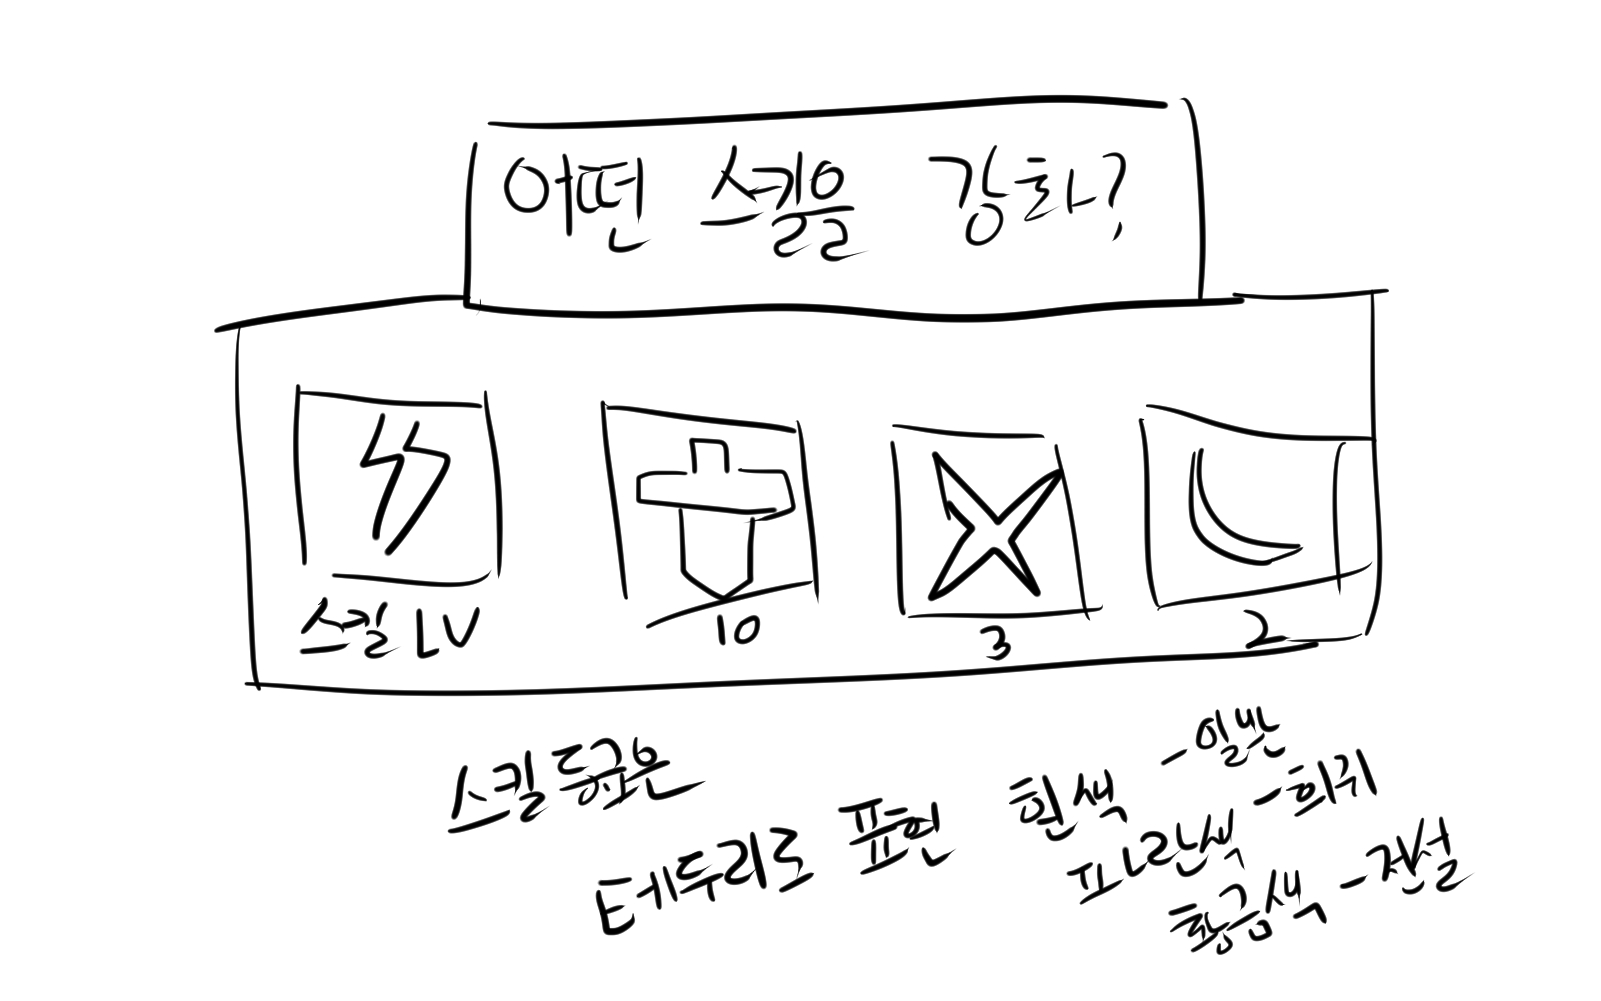 어떤 스킬을 강화?
스킬 LV
10
3
2
스킬 등급은
테두리로 표현
흰색 - 일반
파란색 - 희귀
황금색 - 전설